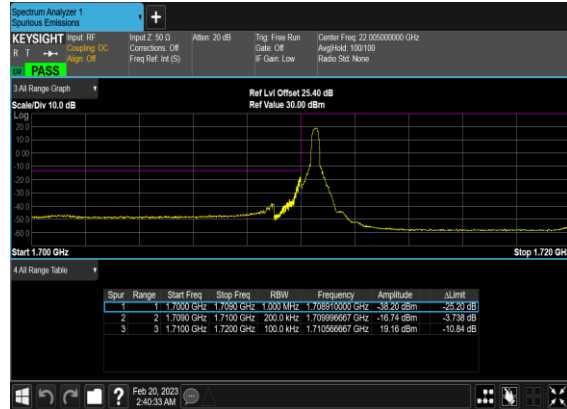 Spectrum Analyzer 1
Spurious Emissions
KEYSIGHT Input: RF Input Z: 50 Ω Atten: 20 dB Trig: Free Run Center Freq: 22.005000000 GHz
R T Coupling: DC Corrections: Off Gate: Off Avg|Hold: 100/100
Align: Off Freq Ref: Int (S) IF Gain: Low Radio Std: None
PASS
3 All Range Graph
Ref Lvl Offset 25.40 dB
Scale/Div 10.0 dB Ref Value 30.00 dBm
Log
20.0
10.0
0.00
-10.0
-20.0
-30.0
-40.0
-50.0
-60.0
Start 1.700 GHz Stop 1.720 GH
4 All Range Table
Spur Range Start Freq Stop Freq RBW Frequency Amplitude ΔLimit
1 1 1.7000 GHz 1.7090 GHz 1.000 MHz 1.708910000 GHz -38.20 dBm -25.20 dB
2 2 1.7090 GHz 1.7100 GHz 200.0 kHz 1.709996667 GHz -16.74 dBm -3.738 dB
3 3 1.7100 GHz 1.7200 GHz 100.0 kHz 1.710566667 GHz 19.16 dBm -10.84 dB
? Feb 20, 2023
2:40:33 AM